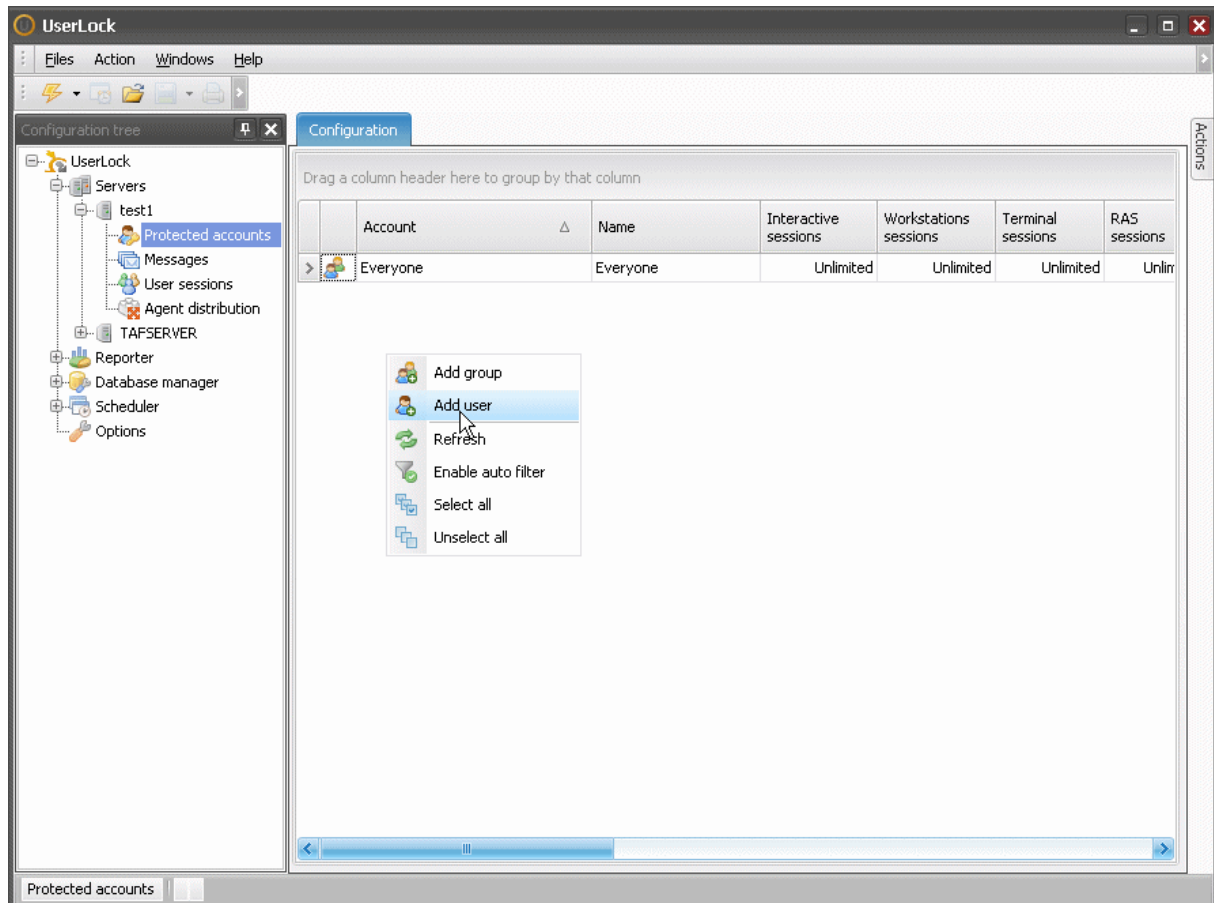 UserLock
Files Action Windows Help
Configuration tree
Configuration
Actions
UserLock
Servers
test1
Protected accounts
Messages
User sessions
Agent distribution
TAFSERVER
Reporter
Database manager
Scheduler
Options
Drag a column header here to group by that column
Account Name Interactive sessions Workstations sessions Terminal sessions RAS sessions
Everyone Everyone Unlimited Unlimited Unlimited Unlim
Add group
Add user
Refresh
Enable auto filter
Select all
Unselect all
Protected accounts